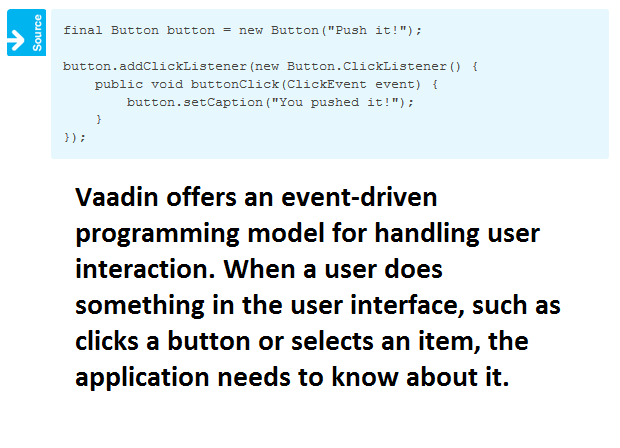 Source
final Button button = new Button("Push it!");
button.addClickListener(new Button.ClickListener() {
    public void buttonClick(ClickEvent event) {
        button.setCaption("You pushed it!");
    }
});
Vaadin offers an event-driven
programming model for handling user
interaction. When a user does
something in the user interface, such as
clicks a button or selects an item, the
application needs to know about it.